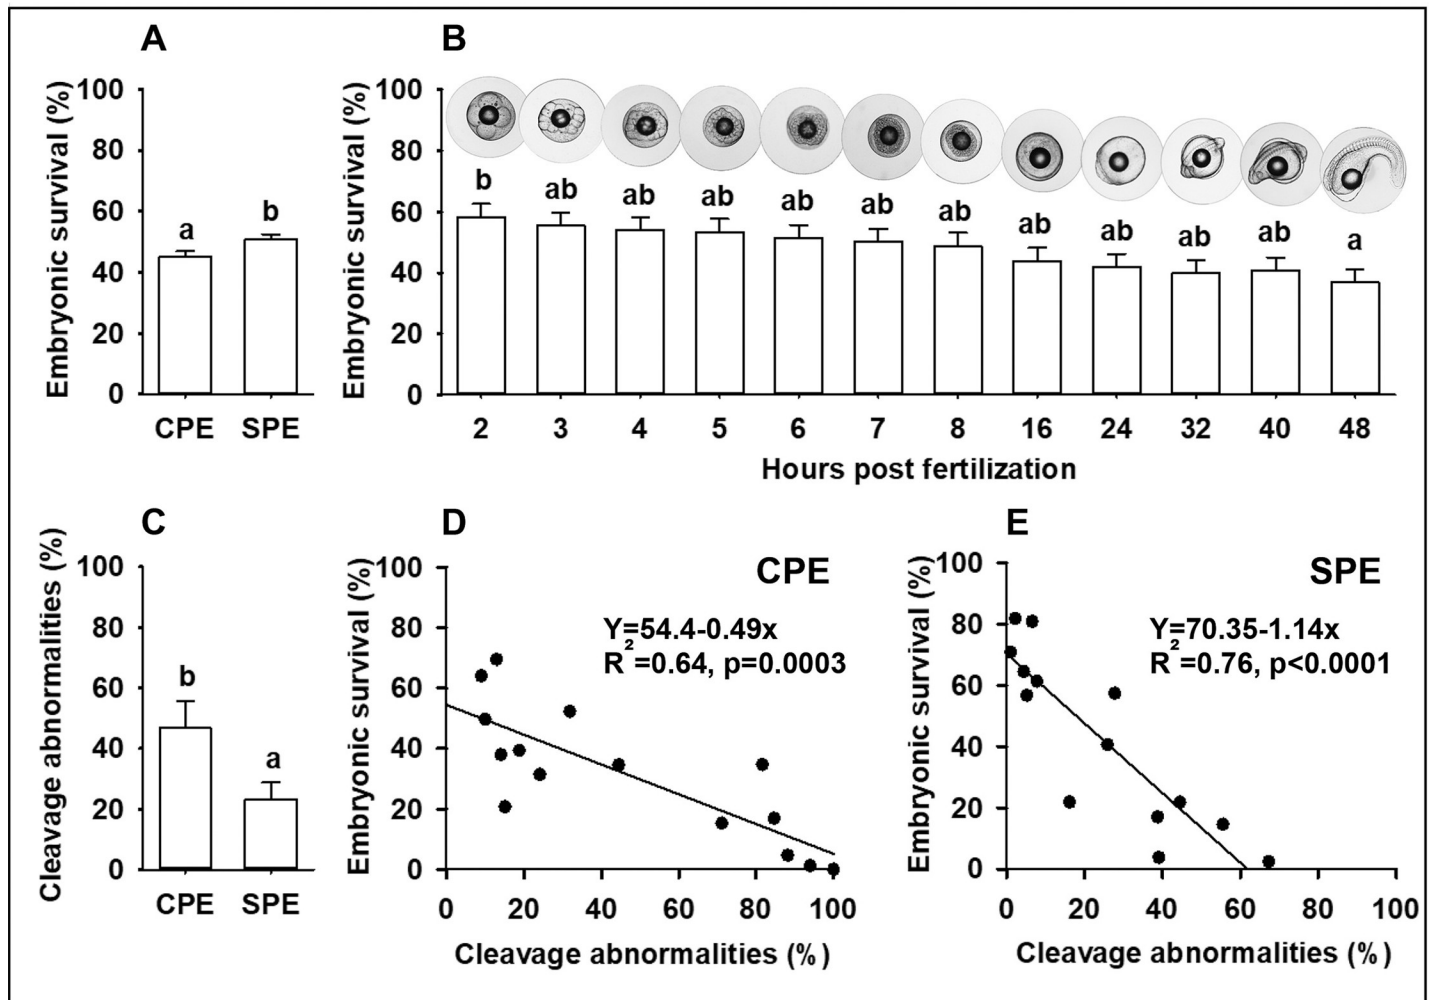 A
Embryonic survival (%)
100
80
60
40
20
0
a
b
CPE SPE
B
Embryonic survival (%)
100
80
60
40
20
0
b ab ab ab ab ab ab ab ab ab ab a
2 3 4 5 6 7 8 16 24 32 40 48
Hours post fertilization
C
Cleavage abnormalities (%)
100
80
60
40
20
0
b
a
CPE SPE
D
Embryonic survival (%)
100
80
60
40
20
0
CPE
Y=54.4-0.49x
R²=0.64, p=0.0003
0 20 40 60 80 100
Cleavage abnormalities (%)
E
Embryonic survival (%)
100
80
60
40
20
0
SPE
Y=70.35-1.14x
R²=0.76, p<0.0001
0 20 40 60 80 100
Cleavage abnormalities (%)